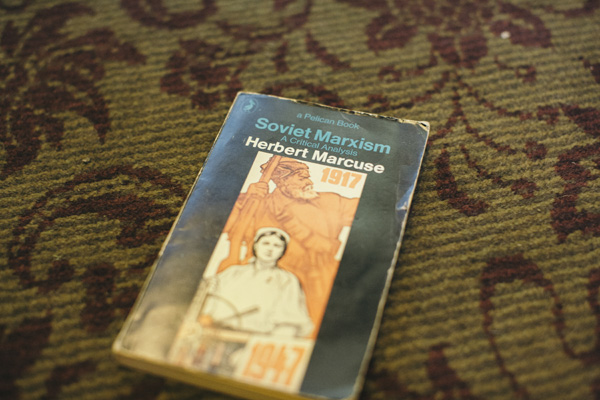 a Pelican Book
Soviet Marxism
A Critical Analysis
Herbert Marcuse
1917
1947